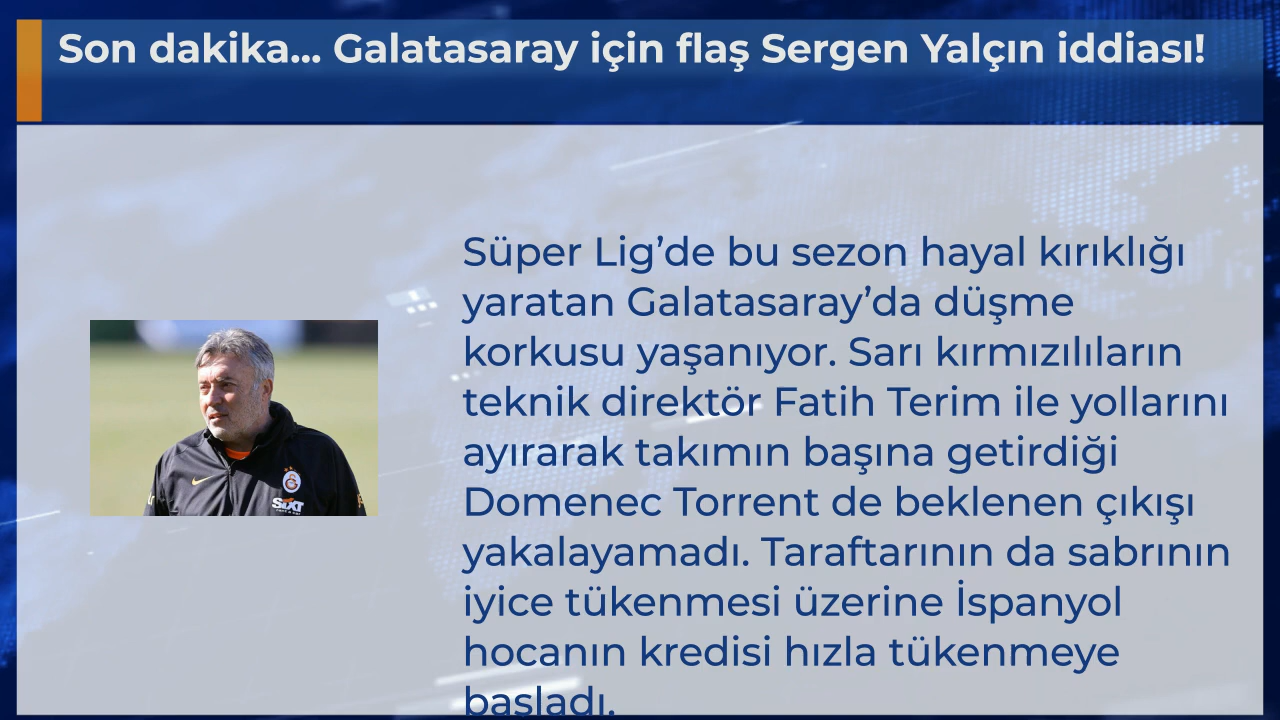 Son dakika... Galatasaray için flaş Sergen Yalçın iddiası!
Süper Lig’de bu sezon hayal kırıklığı
yaratan Galatasaray’da düşme
korkusu yaşanıyor. Sarı kırmızılıların
teknik direktör Fatih Terim ile yollarını
ayırarak takımın başına getirdiği
Domenec Torrent de beklenen çıkışı
yakalayamadı. Taraftarının da sabrının
iyice tükenmesi üzerine İspanyol
hocanın kredisi hızla tükenmeye
başladı.
SIXT